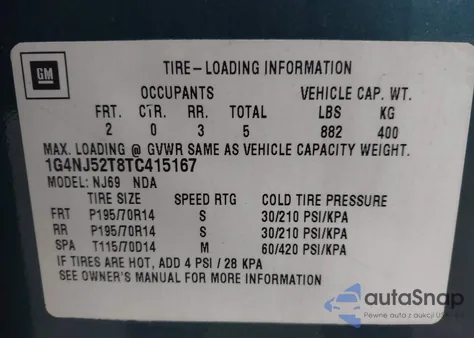 GM
TIRE-LOADING INFORMATION
OCCUPANTS VEHICLE CAP. WT.
FRT. CTR. RR. TOTAL LBS KG
2 0 3 5 882 400
MAX. LOADING @ GVWR SAME AS VEHICLE CAPACITY WEIGHT.
1G4NJ52T8TC415167
MODEL: NJ69 NDA
TIRE SIZE SPEED RTG COLD TIRE PRESSURE
FRT P195/70R14 S 30/210 PSI/KPA
RR P195/70R14 S 30/210 PSI/KPA
SPA T115/70D14 M 60/420 PSI/KPA
IF TIRES ARE HOT, ADD 4 PSI / 28 KPA
SEE OWNER'S MANUAL FOR MORE INFORMATION
autoSnap
Pewne auta z aukcji USA